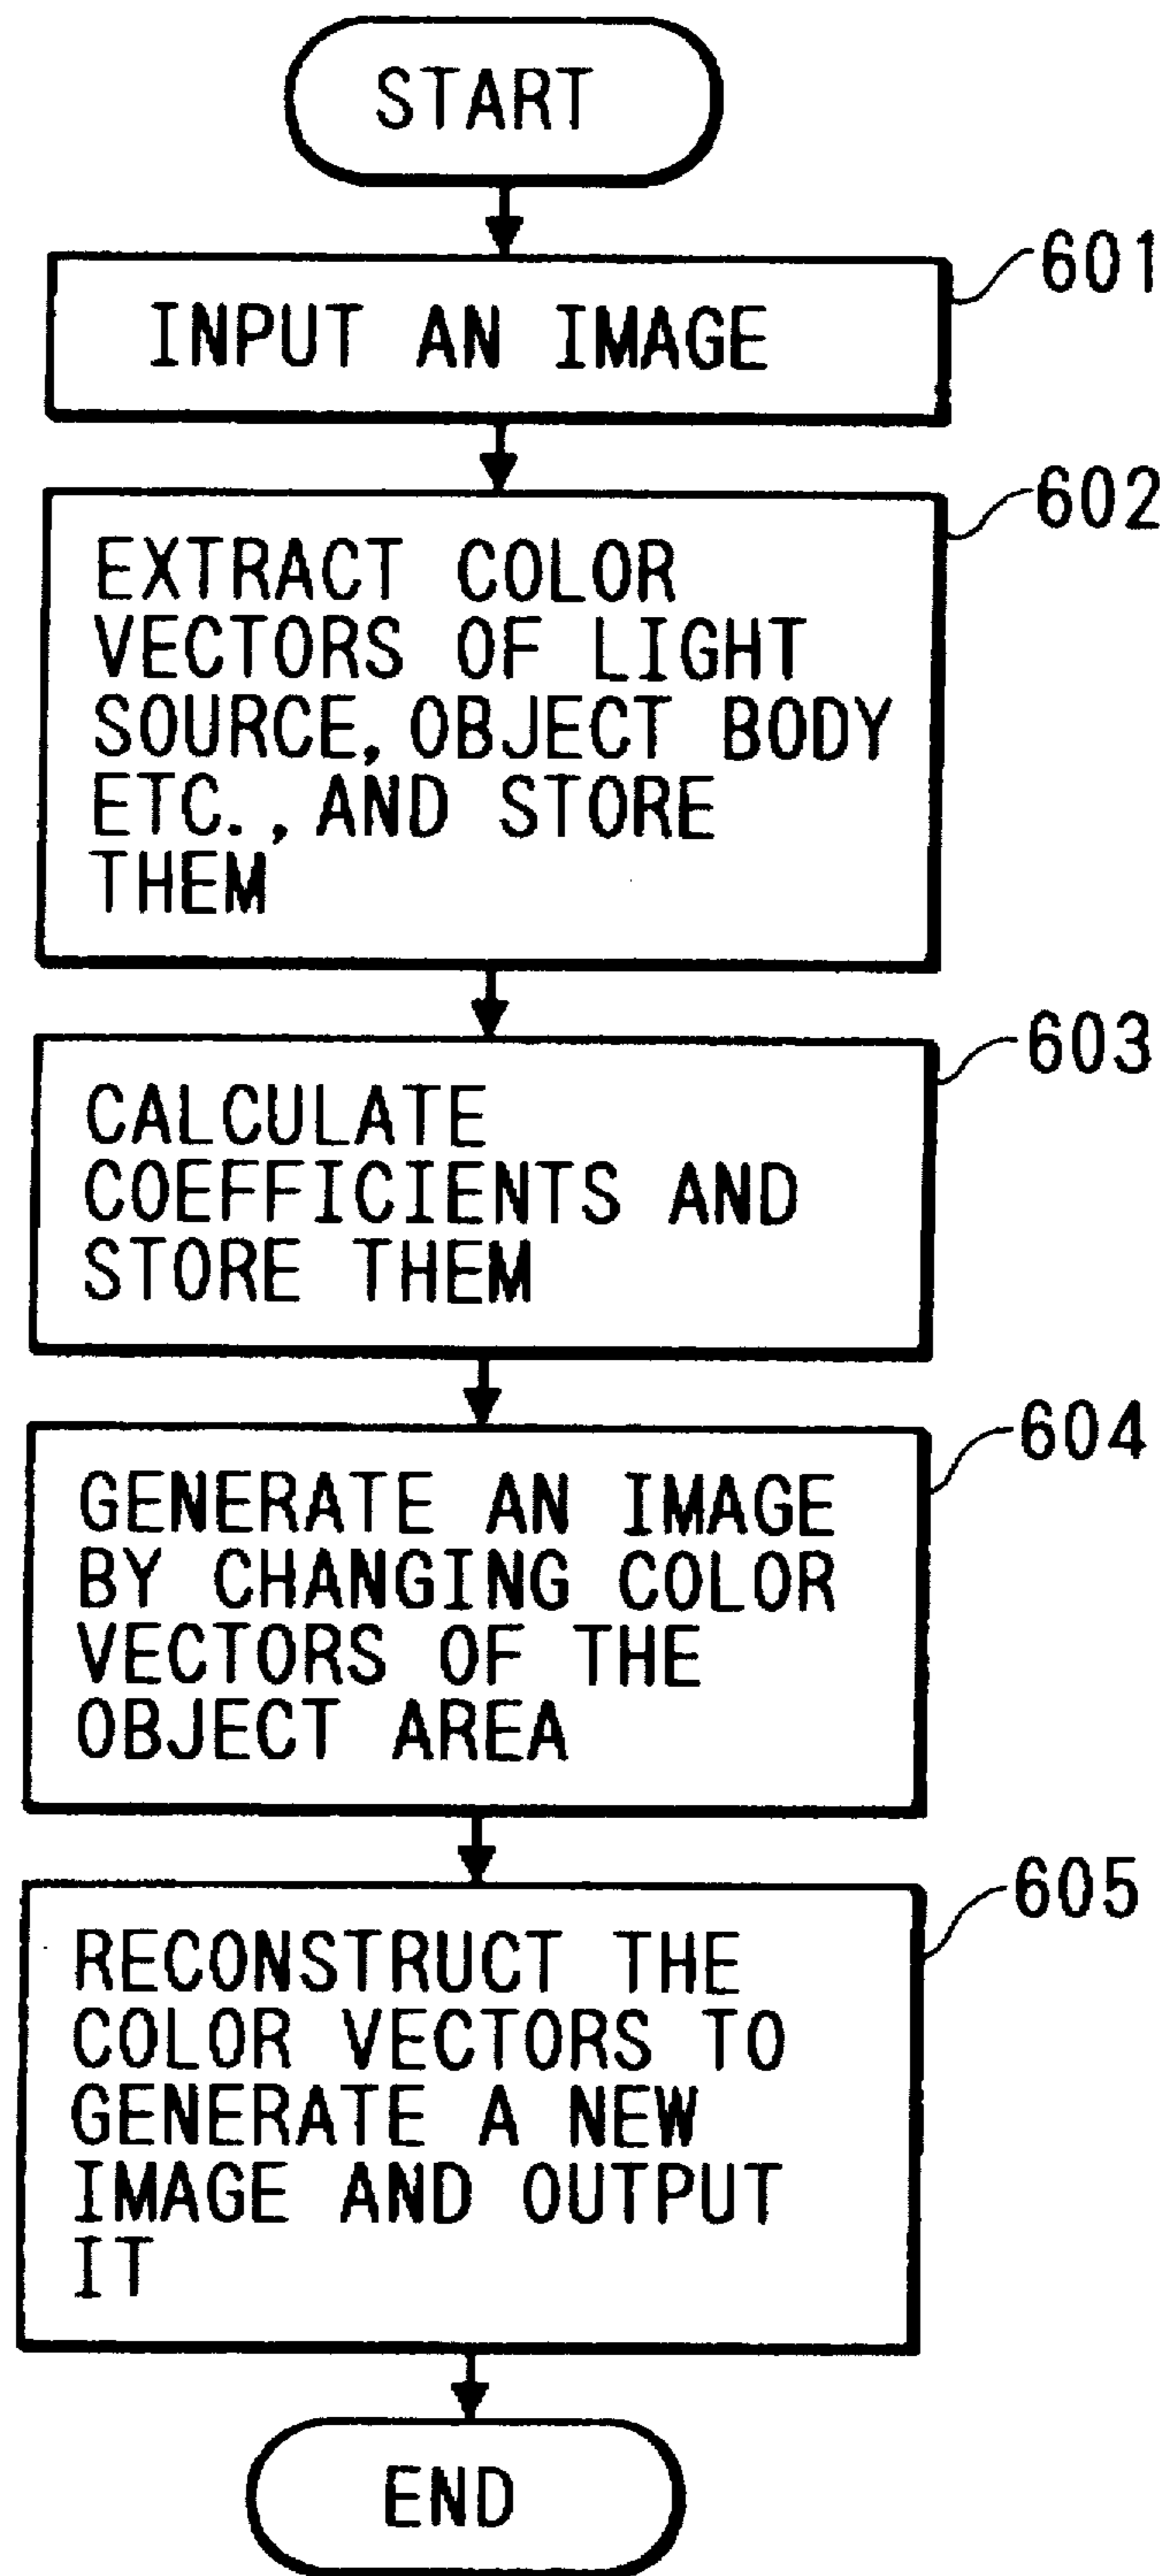 START
601
INPUT AN IMAGE
602
EXTRACT COLOR
VECTORS OF LIGHT
SOURCE, OBJECT BODY
ETC., AND STORE
THEM
603
CALCULATE
COEFFICIENTS AND
STORE THEM
604
GENERATE AN IMAGE
BY CHANGING COLOR
VECTORS OF THE
OBJECT AREA
605
RECONSTRUCT THE
COLOR VECTORS TO
GENERATE A NEW
IMAGE AND OUTPUT
IT
END